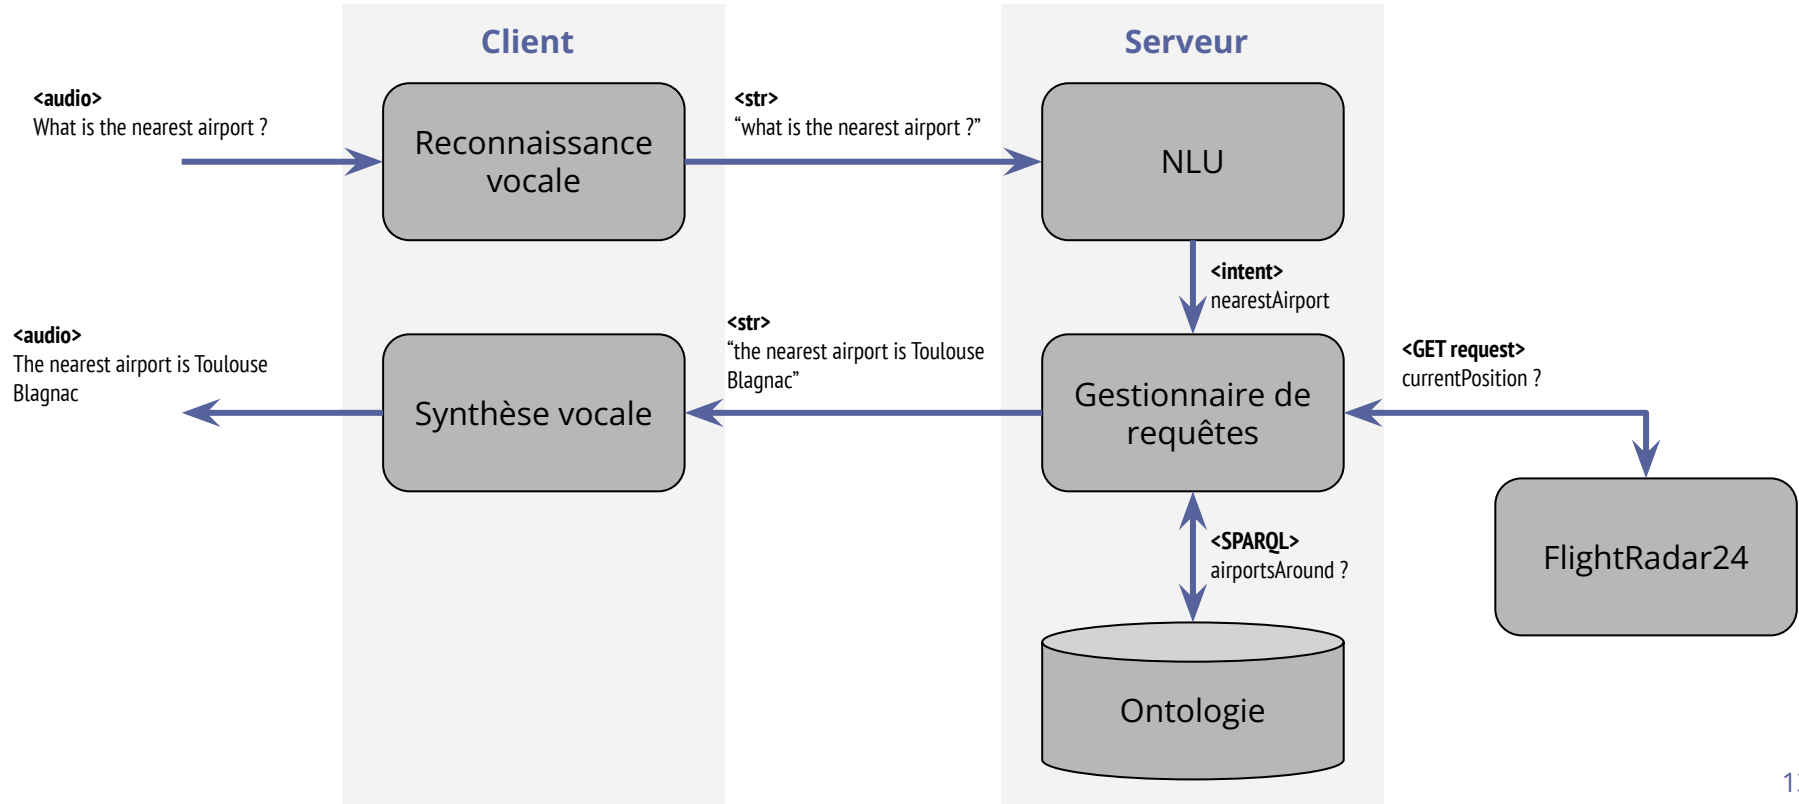 Client
Serveur
<audio>
What is the nearest airport ?
Reconnaissance
vocale
<str>
“what is the nearest airport ?”
NLU
<intent>
nearestAirport
<audio>
The nearest airport is Toulouse
Blagnac
Synthèse vocale
<str>
“the nearest airport is Toulouse
Blagnac”
Gestionnaire de
requêtes
<GET request>
currentPosition ?
<SPARQL>
airportsAround ?
FlightRadar24
Ontologie